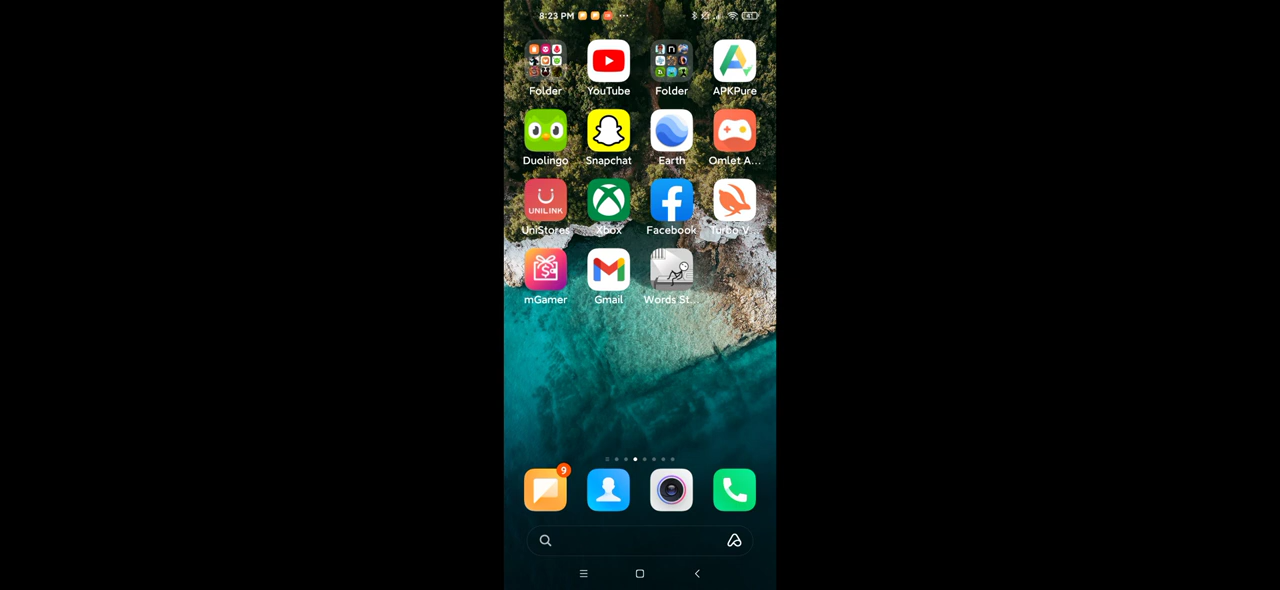 8:23 PM
41
Folder
YouTube
Folder
APKPure
Duolingo
Snapchat
Earth
Omlet A...
UNILINK
UniStores
Xbox
Facebook
Turbo V...
mGamer
Gmail
Words St...
9